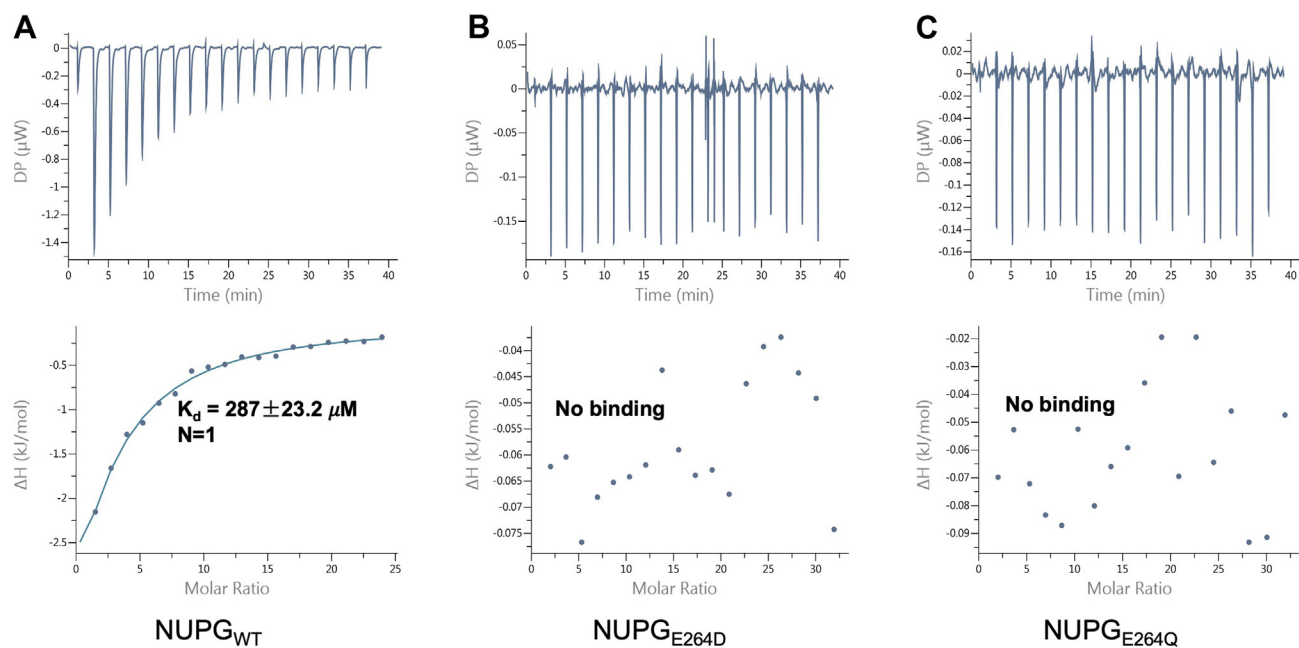 A
B
C
0
-0.2
-0.4
-0.6
-0.8
-1
-1.2
-1.4
DP (µW)
0 5 10 15 20 25 30 35 40
Time (min)
0.05
0
-0.05
-0.1
-0.15
DP (µW)
0 5 10 15 20 25 30 35 40
Time (min)
0.02
0
-0.02
-0.04
-0.06
-0.08
-0.1
-0.12
-0.14
-0.16
DP (µW)
0 5 10 15 20 25 30 35 40
Time (min)
-0.5
-1
-1.5
-2
-2.5
ΔH (kJ/mol)
Kd = 287±23.2 µM
N=1
0 5 10 15 20 25
Molar Ratio
-0.04
-0.045
-0.05
-0.055
-0.06
-0.065
-0.07
-0.075
ΔH (kJ/mol)
No binding
0 5 10 15 20 25 30
Molar Ratio
-0.02
-0.03
-0.04
-0.05
-0.06
-0.07
-0.08
-0.09
ΔH (kJ/mol)
No binding
0 5 10 15 20 25 30
Molar Ratio
NUPGWT
NUPGE264D
NUPGE264Q